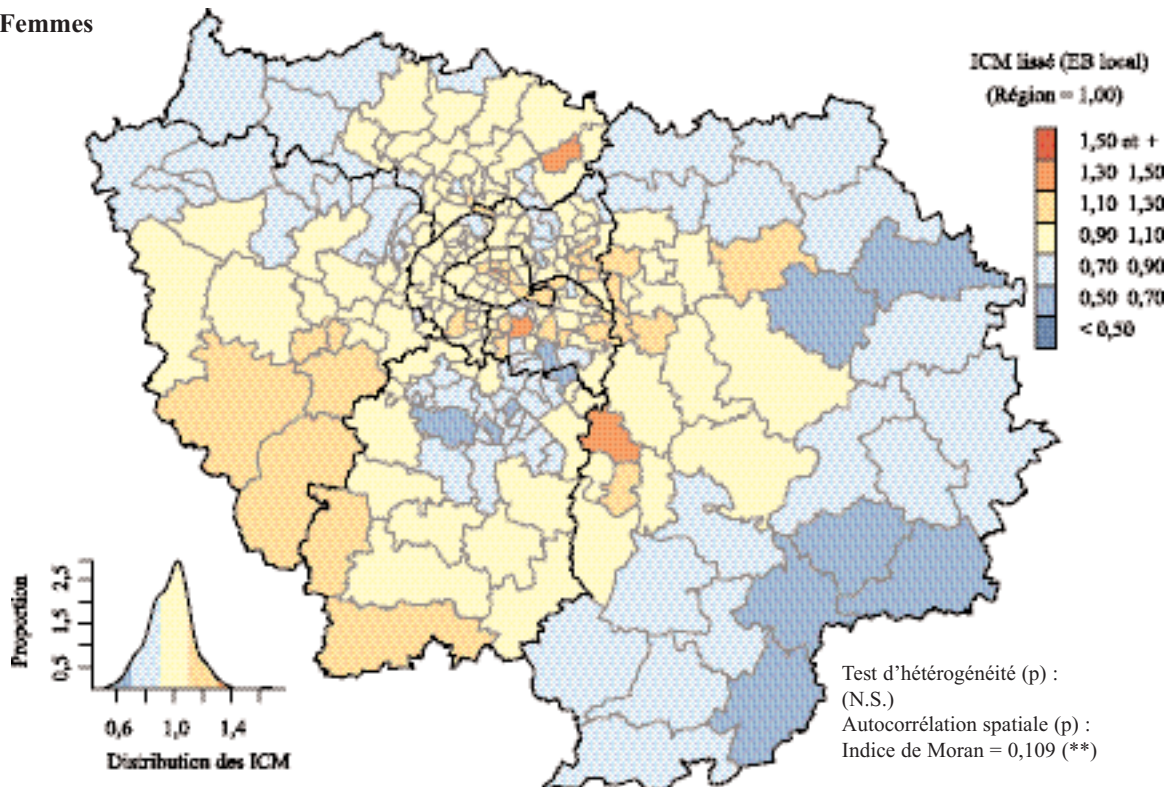 Femmes
ICM lissé (EB local)
(Région = 1,00)
1,50 et +
1,30 1,50
1,10 1,30
0,90 1,10
0,70 0,90
0,50 0,70
< 0,50
Proportion
2,5
1,5
0,5
0,6 1,0 1,4
Distribution des ICM
Test d'hétérogénéité (p) :
(N.S.)
Autocorrélation spatiale (p) :
Indice de Moran = 0,109 (**)